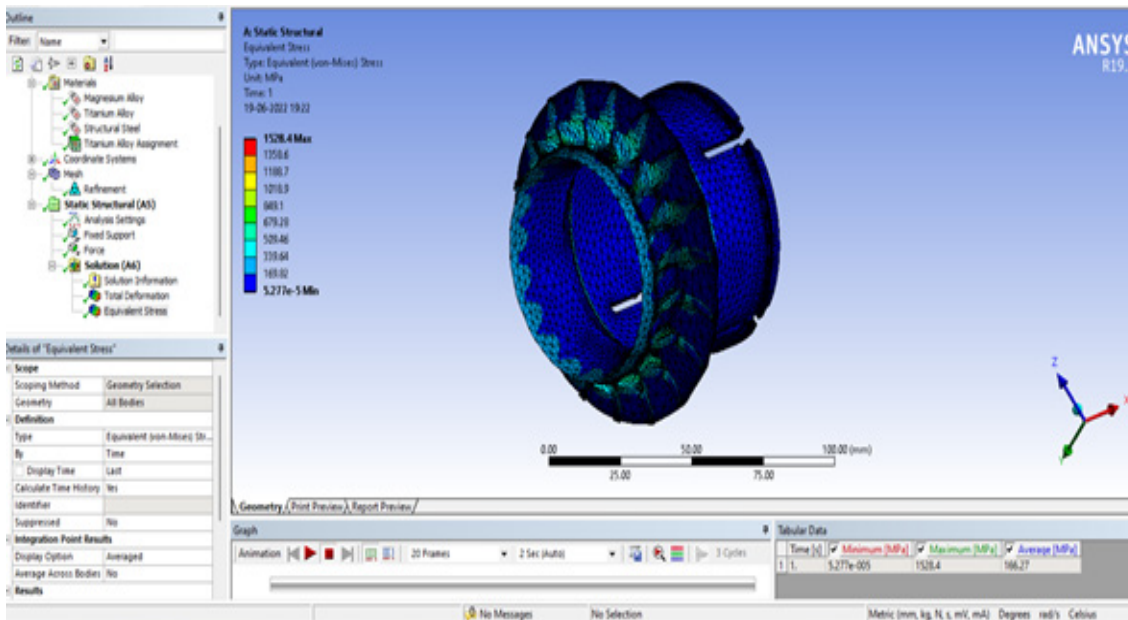 Outline
Filter: Name
Materials
Magnesium Alloy
Titanium Alloy
Structural Steel
Titanium Alloy Assignment
Coordinate Systems
Mesh
Refinement
Static Structural (A5)
Analysis Settings
Fixed Support
Force
Solution (A6)
Solution Information
Total Deformation
Equivalent Stress
Details of "Equivalent Stress"
Scope
Scoping Method Geometry Selection
Geometry All Bodies
Definition
Type Equivalent (von-Mises) Str...
By Time
Display Time Last
Calculate Time History Yes
Identifier
Suppressed No
Integration Point Results
Display Option Averaged
Average Across Bodies No
Results
A: Static Structural
Equivalent Stress
Type: Equivalent (von-Mises) Stress
Unit: MPa
Time: 1
19-06-2022 19:22
1528.4 Max
1358.6
1188.7
1018.9
849.1
679.28
509.46
339.64
169.82
5.277e-5 Min
ANSYS
R19.
Z
X
Y
0.00 50.00 100.00 (mm)
25.00 75.00
Geometry Print Preview Report Preview
Graph
Animation 20 Frames 2 Sec (Auto) 3 Cycles
Tabular Data
Time [s] Minimum [MPa] Maximum [MPa] Average [MPa]
1 1. 5.277e-005 1528.4 166.27
No Messages No Selection Metric (mm, kg, N, s, mV, mA) Degrees rad/s Celsius